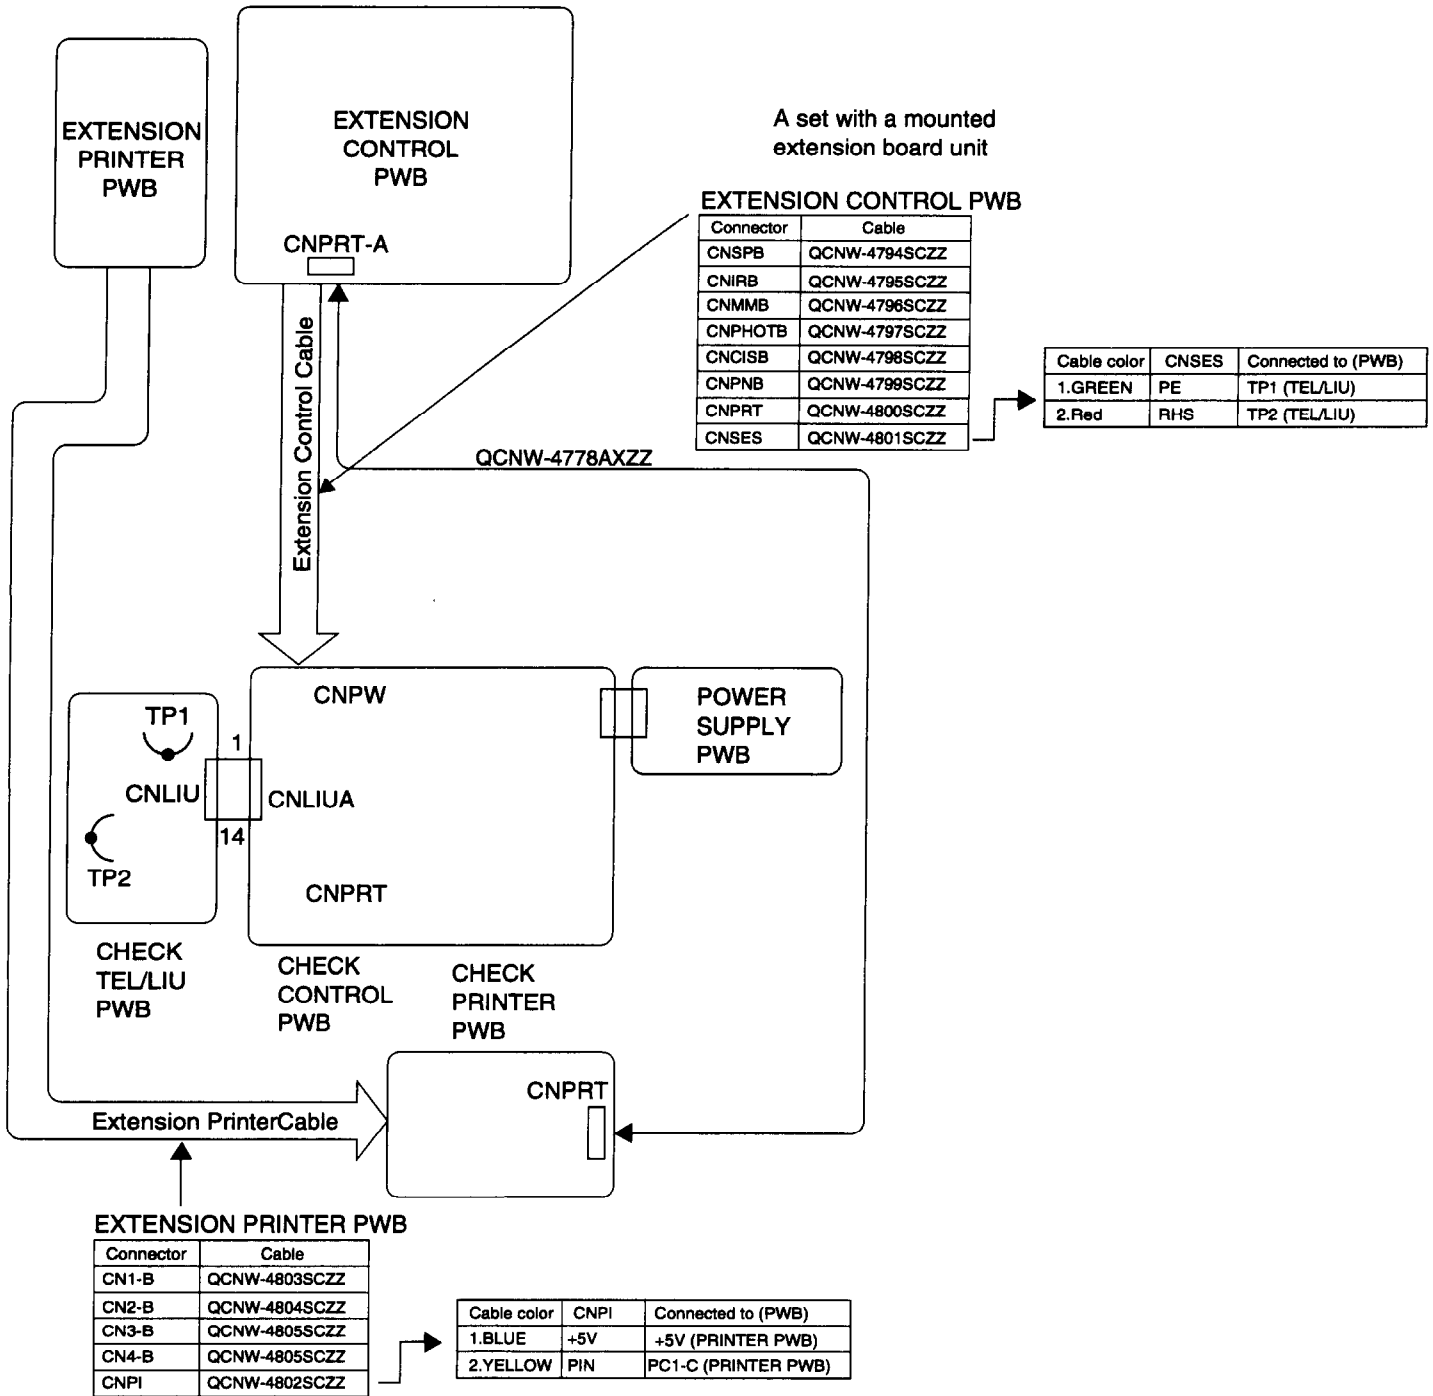 EXTENSION
PRINTER
PWB
EXTENSION
CONTROL
PWB
CNPRT-A
A set with a mounted
extension board unit
EXTENSION CONTROL PWB
Connector Cable
CNSPB QCNW-4794SCZZ
CNIRB QCNW-4795SCZZ
CNMMB QCNW-4796SCZZ
CNPHOTB QCNW-4797SCZZ
CNCISB QCNW-4798SCZZ
CNPNB QCNW-4799SCZZ
CNPRT QCNW-4800SCZZ
CNSES QCNW-4801SCZZ
Cable color CNSES Connected to (PWB)
1.GREEN PE TP1 (TEL/LIU)
2.Red RHS TP2 (TEL/LIU)
Extension Control Cable
QCNW-4778AXZZ
CNPW
POWER
SUPPLY
PWB
TP1
1
CNLIU
CNLIUA
14
TP2
CNPRT
CHECK
TEL/LIU
PWB
CHECK
CONTROL
PWB
CHECK
PRINTER
PWB
CNPRT
Extension PrinterCable
EXTENSION PRINTER PWB
Connector Cable
CN1-B QCNW-4803SCZZ
CN2-B QCNW-4804SCZZ
CN3-B QCNW-4805SCZZ
CN4-B QCNW-4805SCZZ
CNPI QCNW-4802SCZZ
Cable color CNPI Connected to (PWB)
1.BLUE +5V +5V (PRINTER PWB)
2.YELLOW PIN PC1-C (PRINTER PWB)